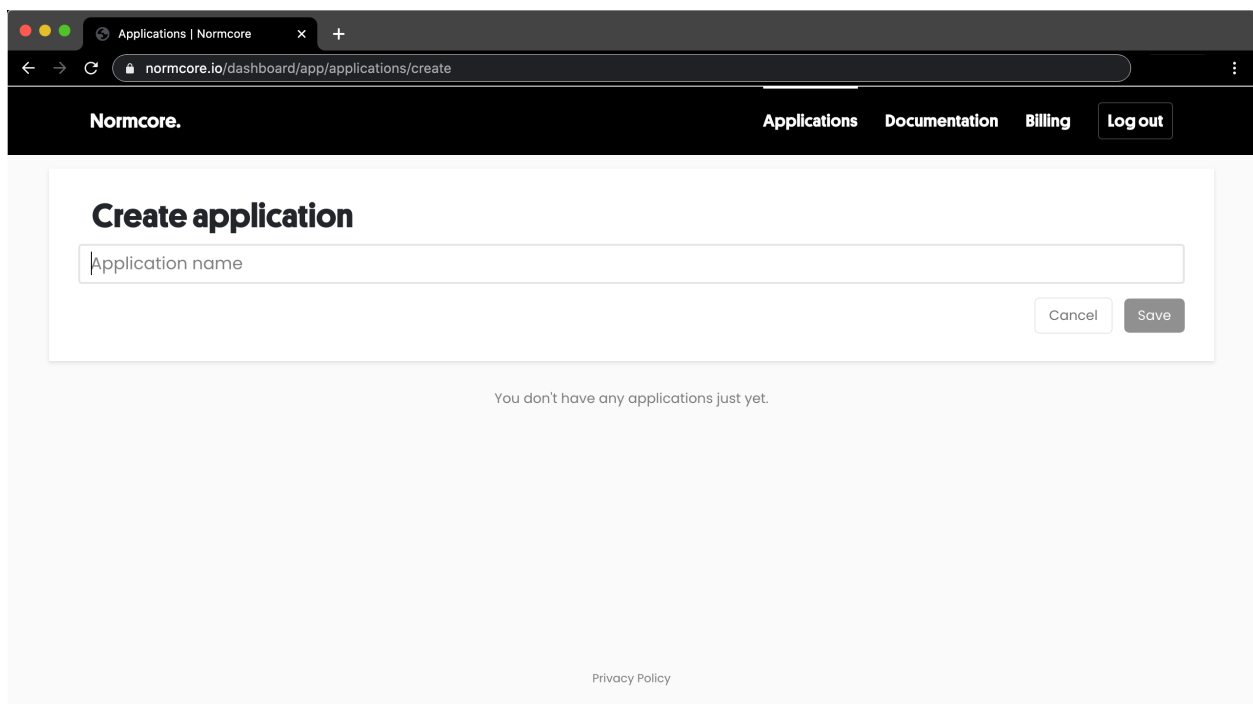 Applications | Normcore
normcore.io/dashboard/app/applications/create
Normcore.
Applications Documentation Billing Log out
Create application
Application name
Cancel Save
You don't have any applications just yet.
Privacy Policy